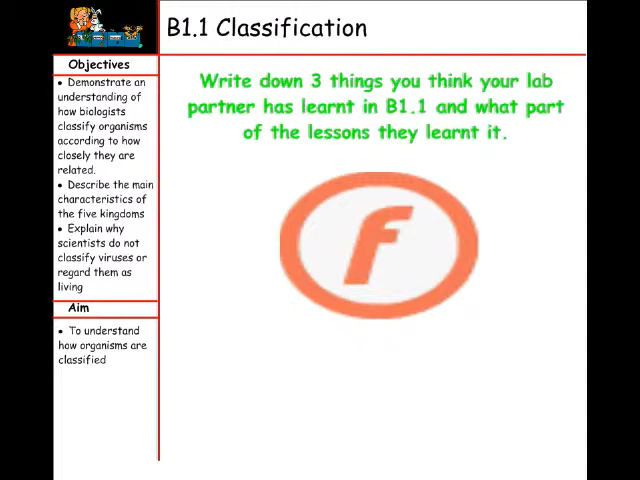 B1.1 Classification
Objectives
• Demonstrate an
understanding of
how biologists
classify organisms
according to how
closely they are
related.
• Describe the main
characteristics of
the five kingdoms
• Explain why
scientists do not
classify viruses or
regard them as
living
Aim
• To understand
how organisms are
classified
Write down 3 things you think your lab
partner has learnt in B1.1 and what part
of the lessons they learnt it.
f